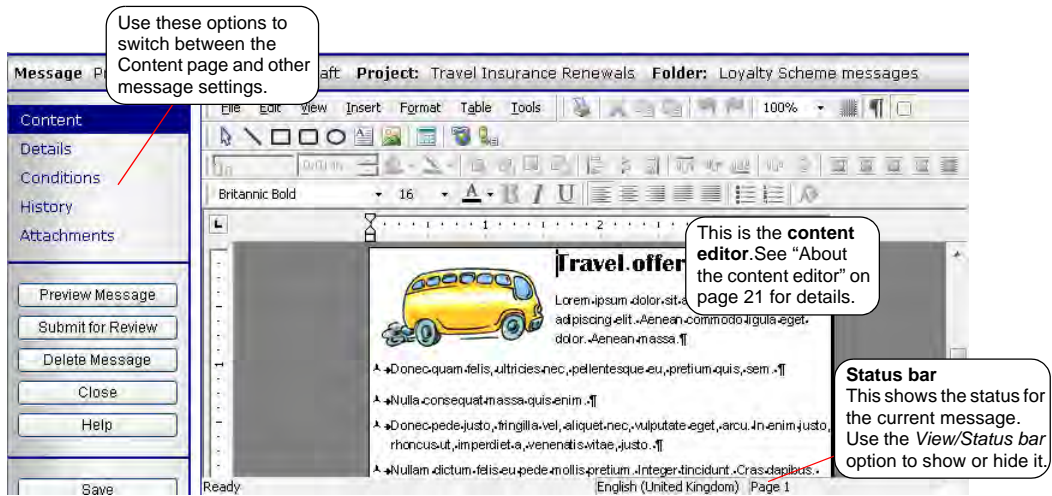 Use these options to
switch between the
Content page and other
message settings.
Message P aft Project: Travel Insurance Renewals Folder: Loyalty Scheme messages
File Edit View Insert Format Table Tools 100%
Content
Details
Conditions
History
Attachments
Britannic Bold 16 A B I U
L 1 2
This is the content
editor.See “About
the content editor” on
page 21 for details.
Travel offer
Lorem ipsum dolor sit a
adipiscing elit. Aenean commodo ligula eget
dolor. Aenean massa.¶
Donec quam felis, ultricies nec, pellentesque eu, pretium quis, sem.¶
Nulla consequat massa quis enim.¶
Donec pede justo, fringilla vel, aliquet nec, vulputate eget, arcu. In enim justo,
rhoncus ut, imperdiet a, venenatis vitae, justo.¶
Nullam dictum felis eu pede mollis pretium. Integer tincidunt. Cras dapibus.
1
Preview Message
Submit for Review
Delete Message
Close
Help
Save
Status bar
This shows the status for
the current message.
Use the View/Status bar
option to show or hide it.
Ready English (United Kingdom) Page 1